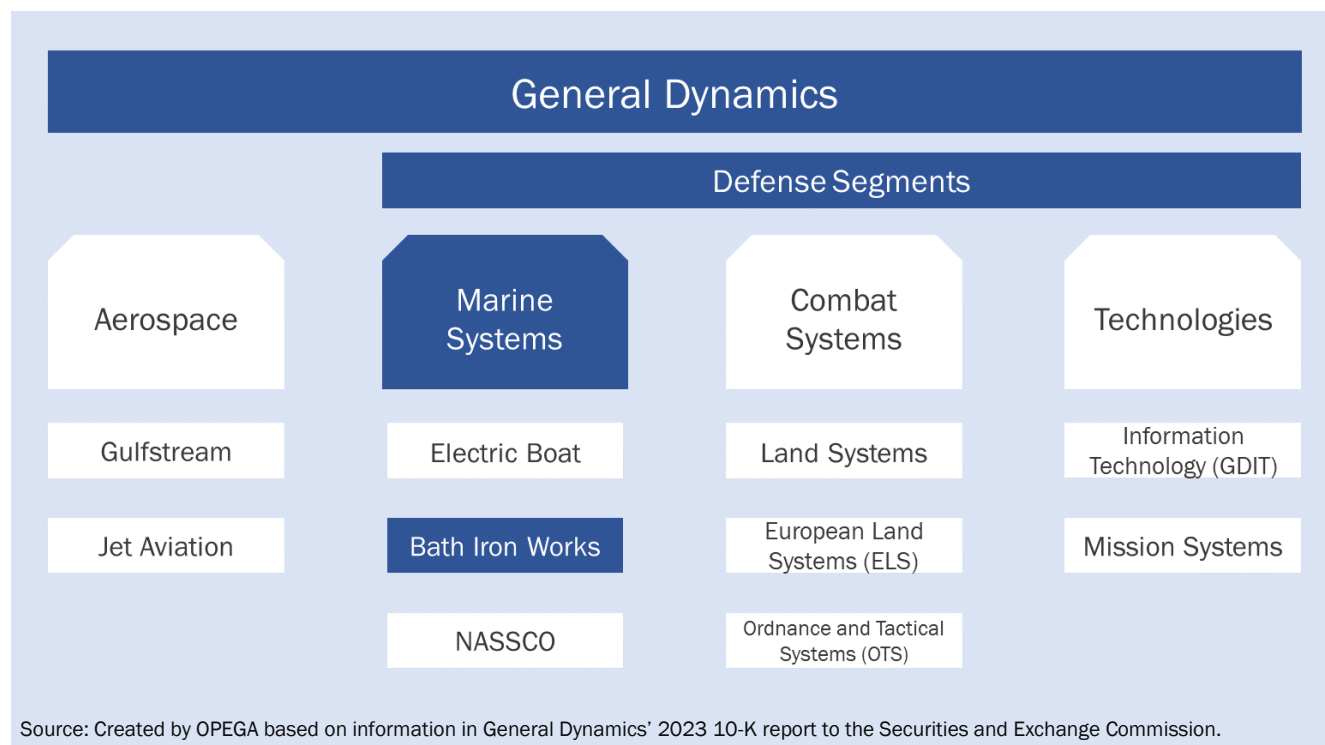 General Dynamics
Defense Segments
Aerospace
Marine
Systems
Combat
Systems
Technologies
Gulfstream
Electric Boat
Land Systems
Information
Technology (GDIT)
Jet Aviation
Bath Iron Works
European Land
Systems (ELS)
Mission Systems
NASSCO
Ordnance and Tactical
Systems (OTS)
Source: Created by OPEGA based on information in General Dynamics’ 2023 10-K report to the Securities and Exchange Commission.